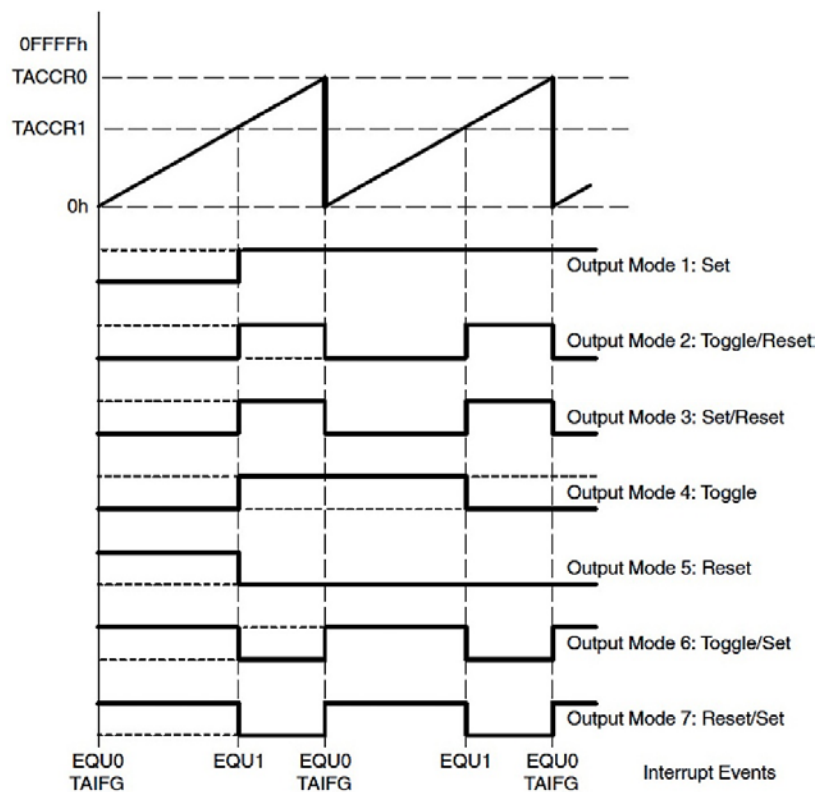 0FFFFh
TACCR0
TACCR1
0h
Output Mode 1: Set
Output Mode 2: Toggle/Reset
Output Mode 3: Set/Reset
Output Mode 4: Toggle
Output Mode 5: Reset
Output Mode 6: Toggle/Set
Output Mode 7: Reset/Set
EQU0 EQU1 EQU0 EQU1 EQU0
TAIFG TAIFG TAIFG Interrupt Events